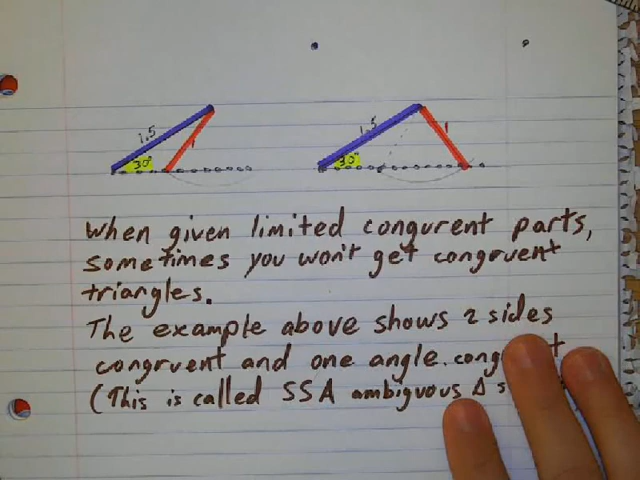 1.5 1 30°
1.5 1 30°
When given limited congurent parts,
sometimes you won't get congruent
triangles.
The example above shows 2 sides
congruent and one angle.
(This is called SSA ambiguous Δ